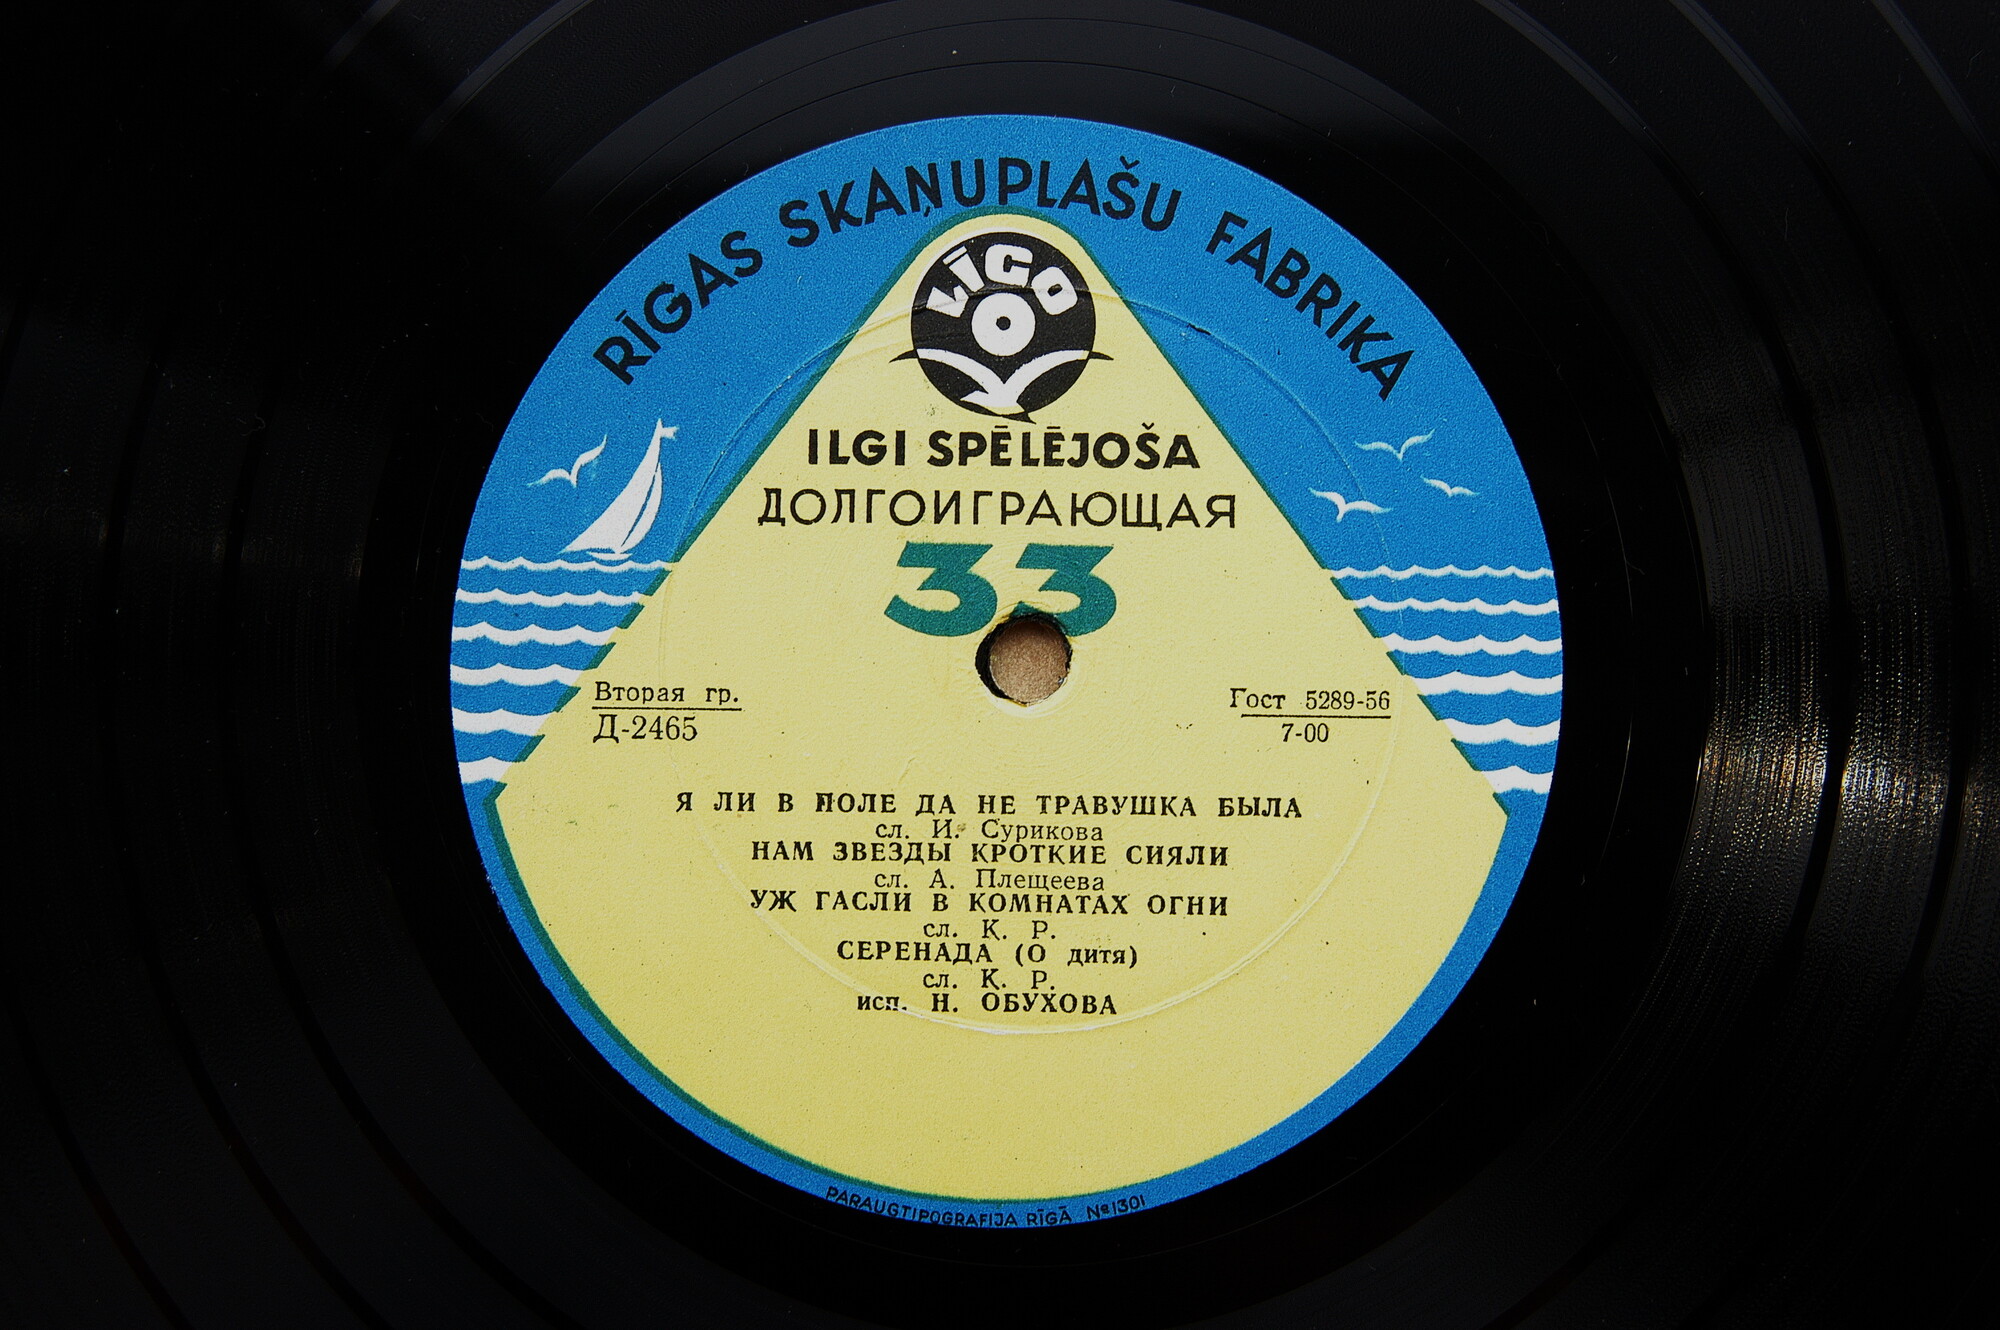 RĪGAS SKAŅUPLAŠU FABRIKA
LĪGO
ILGI SPĒLĒJOŠA
ДОЛГОИГРАЮЩАЯ
33
Вторая гр.
Д-2465
Гост 5289-56
7-00
Я ЛИ В ПОЛЕ ДА НЕ ТРАВУШКА БЫЛА
сл. И. Сурикова
НАМ ЗВЕЗДЫ КРОТКИЕ СИЯЛИ
сл. А. Плещеева
УЖ ГАСЛИ В КОМНАТАХ ОГНИ
сл. К. Р.
СЕРЕНАДА (О дитя)
сл. К. Р.
исп. Н. ОБУХОВА
PARAUGTIPOGRAFIJA RĪGĀ № 1301